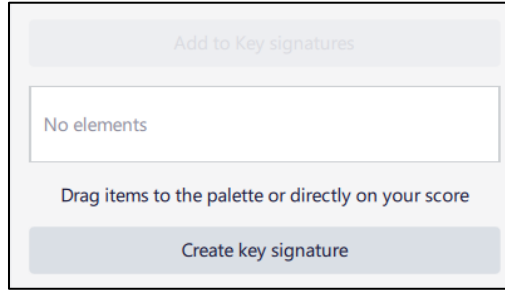 Add to Key signatures
No elements
Drag items to the palette or directly on your score
Create key signature